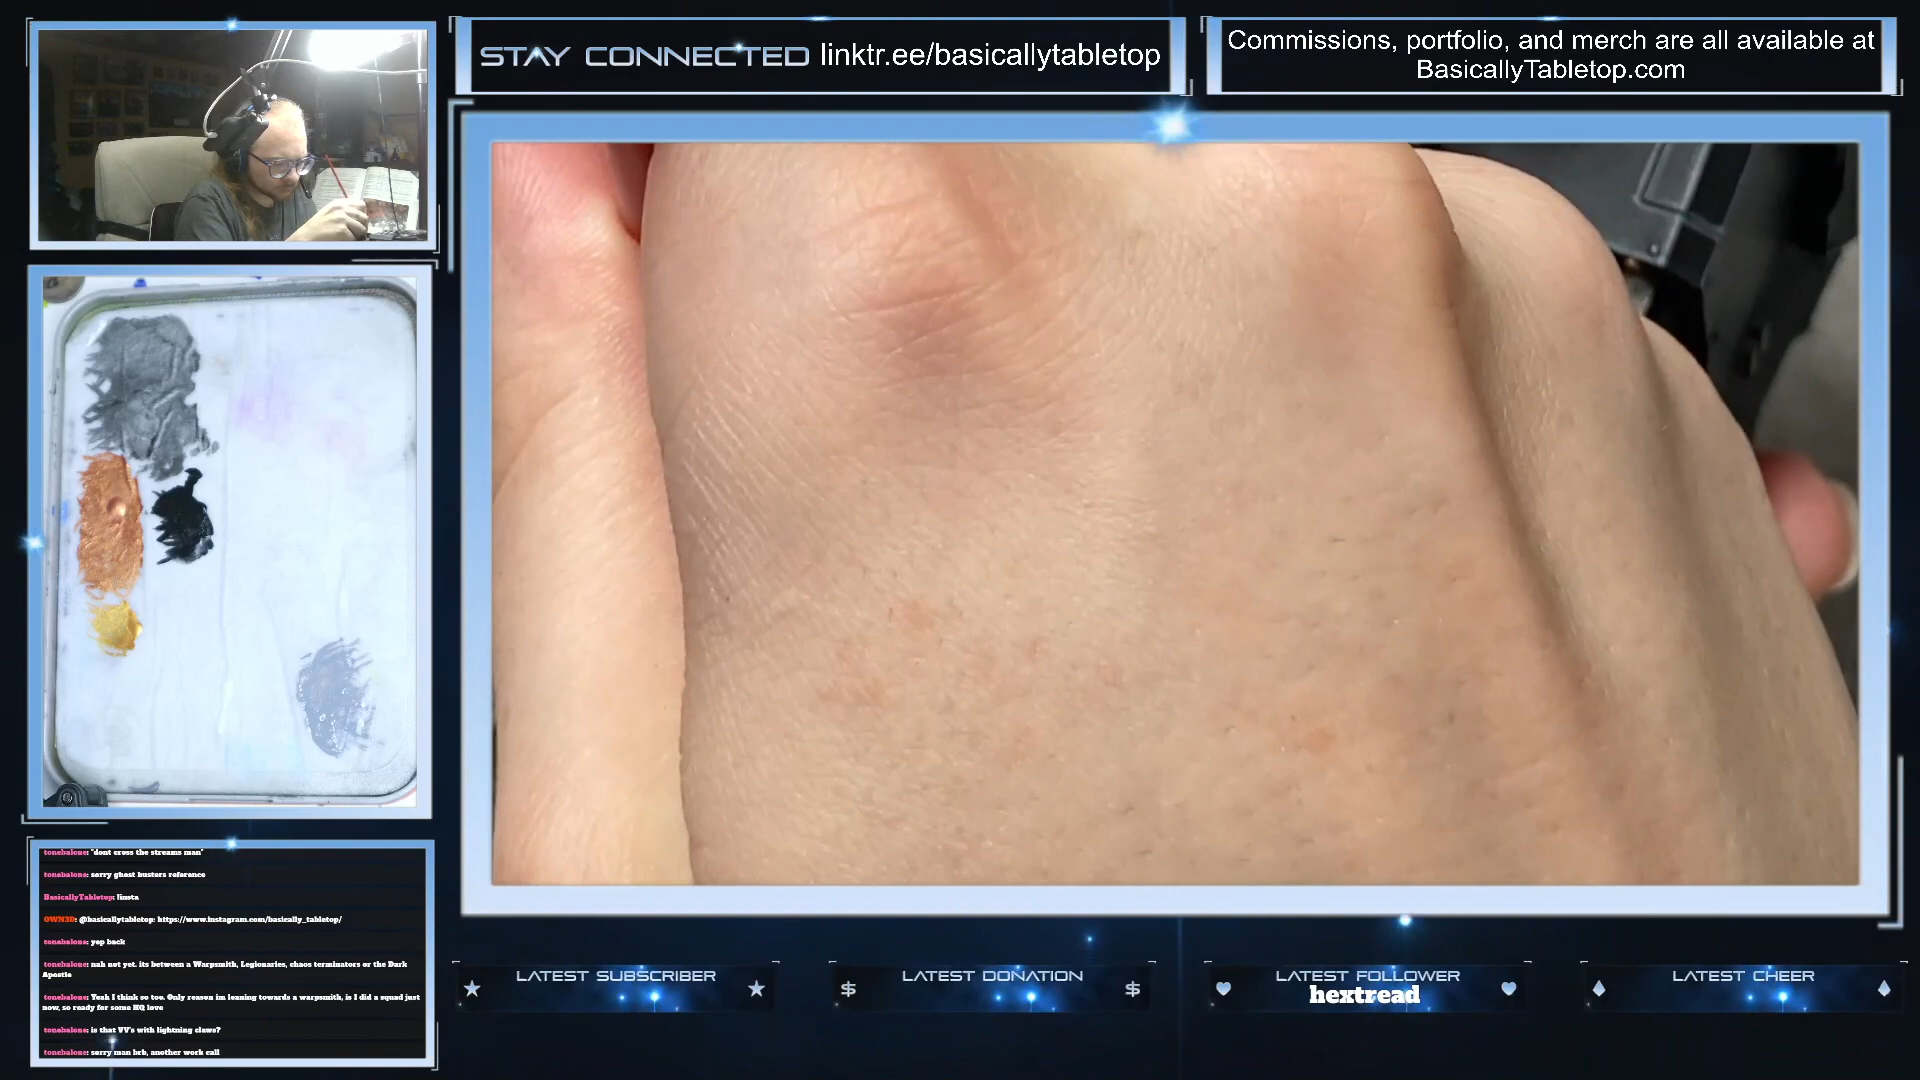 STAY CONNECTED linktr.ee/basicallytabletop
Commissions, portfolio, and merch are all available at
BasicallyTabletop.com
tonebalone: "dont cross the streams man"
tonebalone: sorry ghost busters reference
BasicallyTabletop: !insta
OWN3D: @basicallytabletop: https://www.instagram.com/basically_tabletop/
tonebalone: yep back
tonebalone: nah not yet. its between a Warpsmith, Legionaries, chaos terminators or the Dark
Apostle
tonebalone: Yeah I think so too. Only reason im leaning towards a warpsmith, is I did a squad just
now, so ready for some HQ love
tonebalone: is that VV's with lightning claws?
tonebalone: sorry man brb, another work call
LATEST SUBSCRIBER
$ LATEST DONATION $
LATEST FOLLOWER
hextread
LATEST CHEER